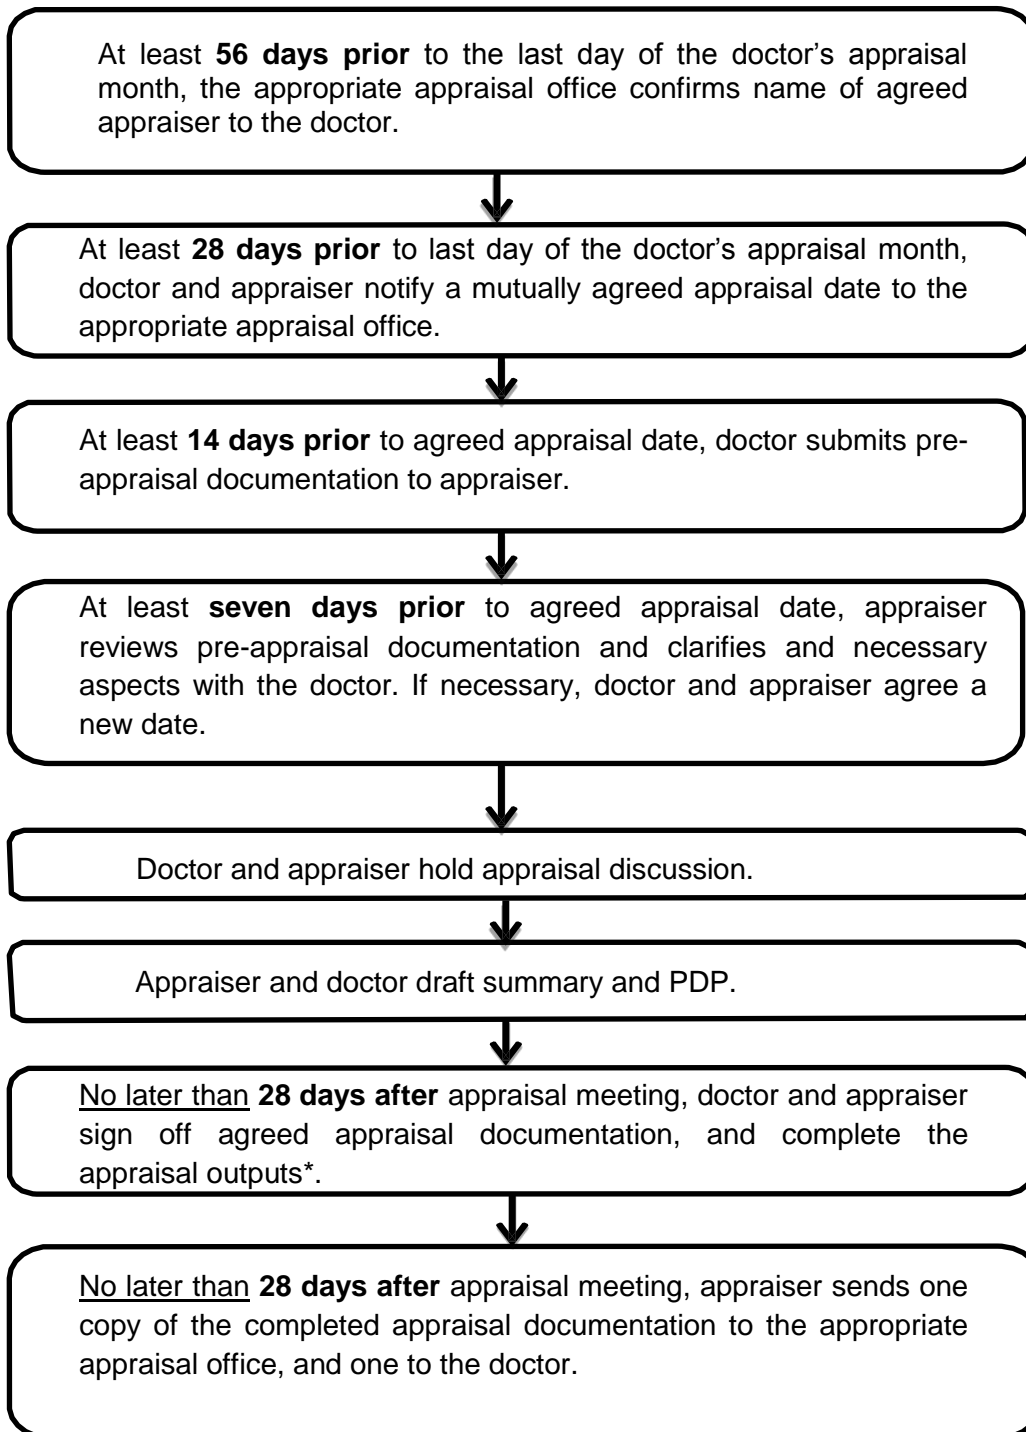 At least 56 days prior to the last day of the doctor’s appraisal
month, the appropriate appraisal office confirms name of agreed
appraiser to the doctor.
At least 28 days prior to last day of the doctor’s appraisal month,
doctor and appraiser notify a mutually agreed appraisal date to the
appropriate appraisal office.
At least 14 days prior to agreed appraisal date, doctor submits pre-
appraisal documentation to appraiser.
At least seven days prior to agreed appraisal date, appraiser
reviews pre-appraisal documentation and clarifies and necessary
aspects with the doctor. If necessary, doctor and appraiser agree a
new date.
Doctor and appraiser hold appraisal discussion.
Appraiser and doctor draft summary and PDP.
No later than 28 days after appraisal meeting, doctor and appraiser
sign off agreed appraisal documentation, and complete the
appraisal outputs*.
No later than 28 days after appraisal meeting, appraiser sends one
copy of the completed appraisal documentation to the appropriate
appraisal office, and one to the doctor.